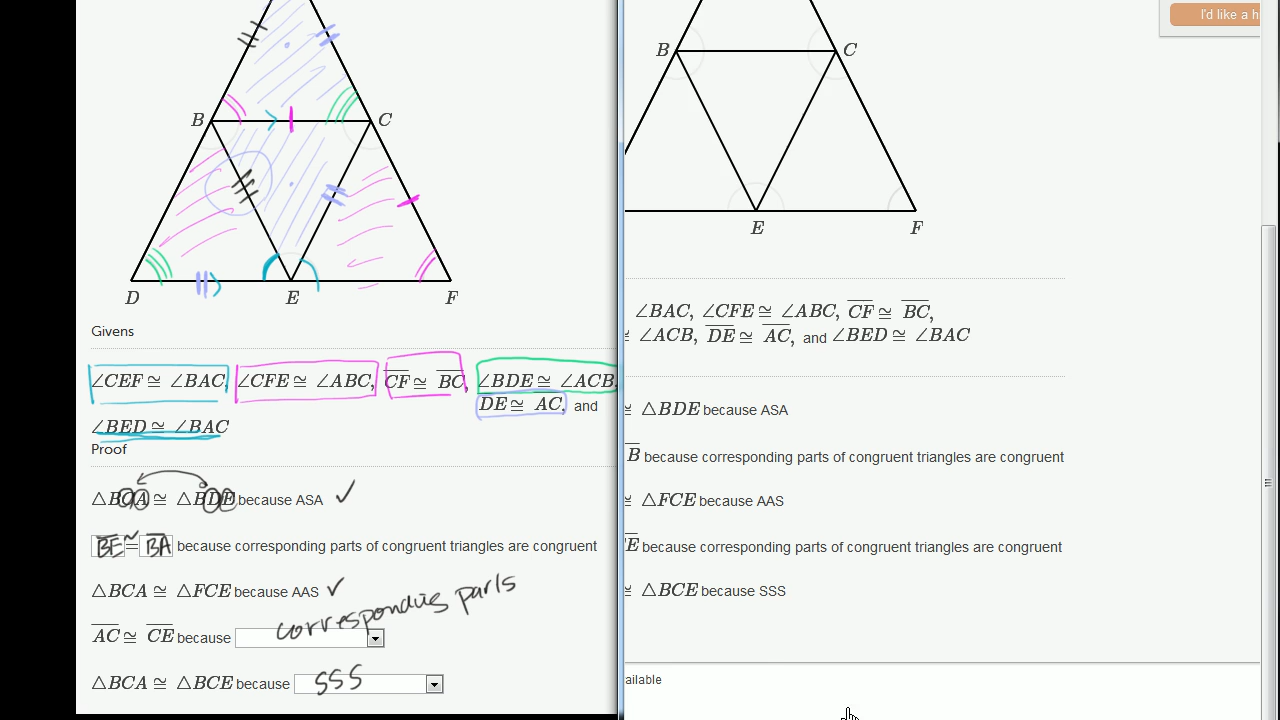 B C
D E F
Givens
∠CEF ≅ ∠BAC, ∠CFE ≅ ∠ABC, CF ≅ BC, ∠BDE ≅ ∠ACB,
DE ≅ AC, and
∠BED ≅ ∠BAC
Proof
△BCA ≅ △BDE because ASA ✓
BE ≅ BA because corresponding parts of congruent triangles are congruent
△BCA ≅ △FCE because AAS ✓
AC ≅ CE because corresponding parts
△BCA ≅ △BCE because SSS
I'd like a h
B C
E F
∠BAC, ∠CFE ≅ ∠ABC, CF ≅ BC,
≅ ∠ACB, DE ≅ AC, and ∠BED ≅ ∠BAC
≅ △BDE because ASA
B because corresponding parts of congruent triangles are congruent
≅ △FCE because AAS
E because corresponding parts of congruent triangles are congruent
≅ △BCE because SSS
ailable